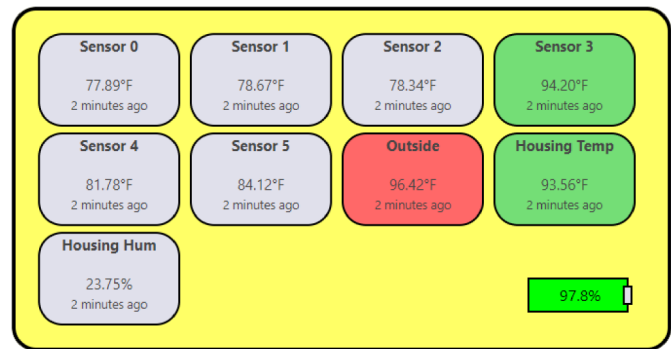 Sensor 0
77.89°F
2 minutes ago
Sensor 1
78.67°F
2 minutes ago
Sensor 2
78.34°F
2 minutes ago
Sensor 3
94.20°F
2 minutes ago
Sensor 4
81.78°F
2 minutes ago
Sensor 5
84.12°F
2 minutes ago
Outside
96.42°F
2 minutes ago
Housing Temp
93.56°F
2 minutes ago
Housing Hum
23.75%
2 minutes ago
97.8%